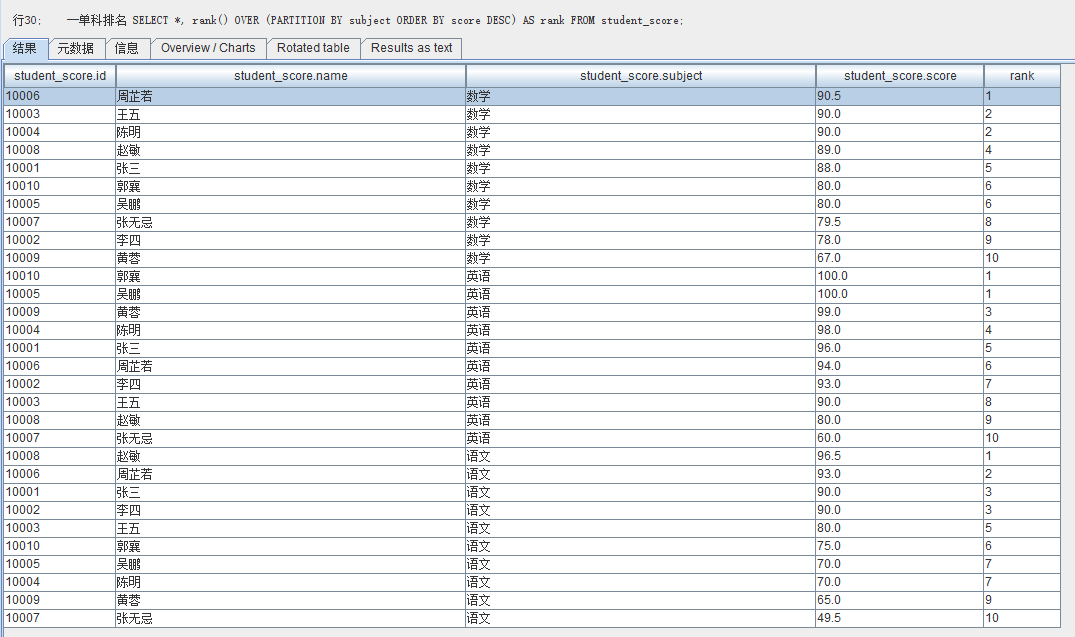 行30;  —单科排名 SELECT *, rank() OVER (PARTITION BY subject ORDER BY score DESC) AS rank FROM student_score;
结果 元数据 信息 Overview / Charts Rotated table Results as text
student_score.id student_score.name student_score.subject student_score.score rank
10006 周芷若 数学 90.5 1
10003 王五 数学 90.0 2
10004 陈明 数学 90.0 2
10008 赵敏 数学 89.0 4
10001 张三 数学 88.0 5
10010 郭襄 数学 80.0 6
10005 吴鹏 数学 80.0 6
10007 张无忌 数学 79.5 8
10002 李四 数学 78.0 9
10009 黄蓉 数学 67.0 10
10010 郭襄 英语 100.0 1
10005 吴鹏 英语 100.0 1
10009 黄蓉 英语 99.0 3
10004 陈明 英语 98.0 4
10001 张三 英语 96.0 5
10006 周芷若 英语 94.0 6
10002 李四 英语 93.0 7
10003 王五 英语 90.0 8
10008 赵敏 英语 80.0 9
10007 张无忌 英语 60.0 10
10008 赵敏 语文 96.5 1
10006 周芷若 语文 93.0 2
10001 张三 语文 90.0 3
10002 李四 语文 90.0 3
10003 王五 语文 80.0 5
10010 郭襄 语文 75.0 6
10005 吴鹏 语文 70.0 7
10004 陈明 语文 70.0 7
10009 黄蓉 语文 65.0 9
10007 张无忌 语文 49.5 10